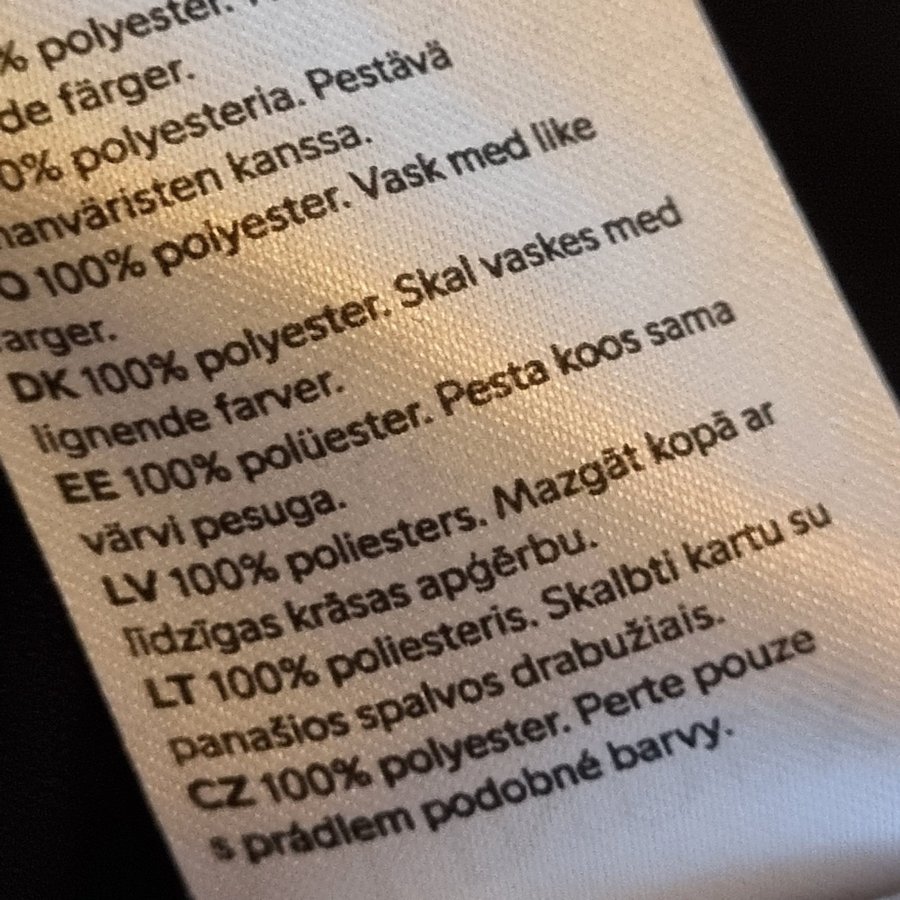 % polyester.
de färger.
0% polyesteria. Pestävä
manväristen kanssa.
O 100% polyester. Vask med like
arger.
DK 100% polyester. Skal vaskes med
lignende farver.
EE 100% polüester. Pesta koos sama
värvi pesuga.
LV 100% poliesters. Mazgāt kopā ar
līdzīgas krāsas apģērbu.
LT 100% poliesteris. Skalbti kartu su
panašios spalvos drabužiais.
CZ 100% polyester. Perte pouze
s prádlem podobné barvy.